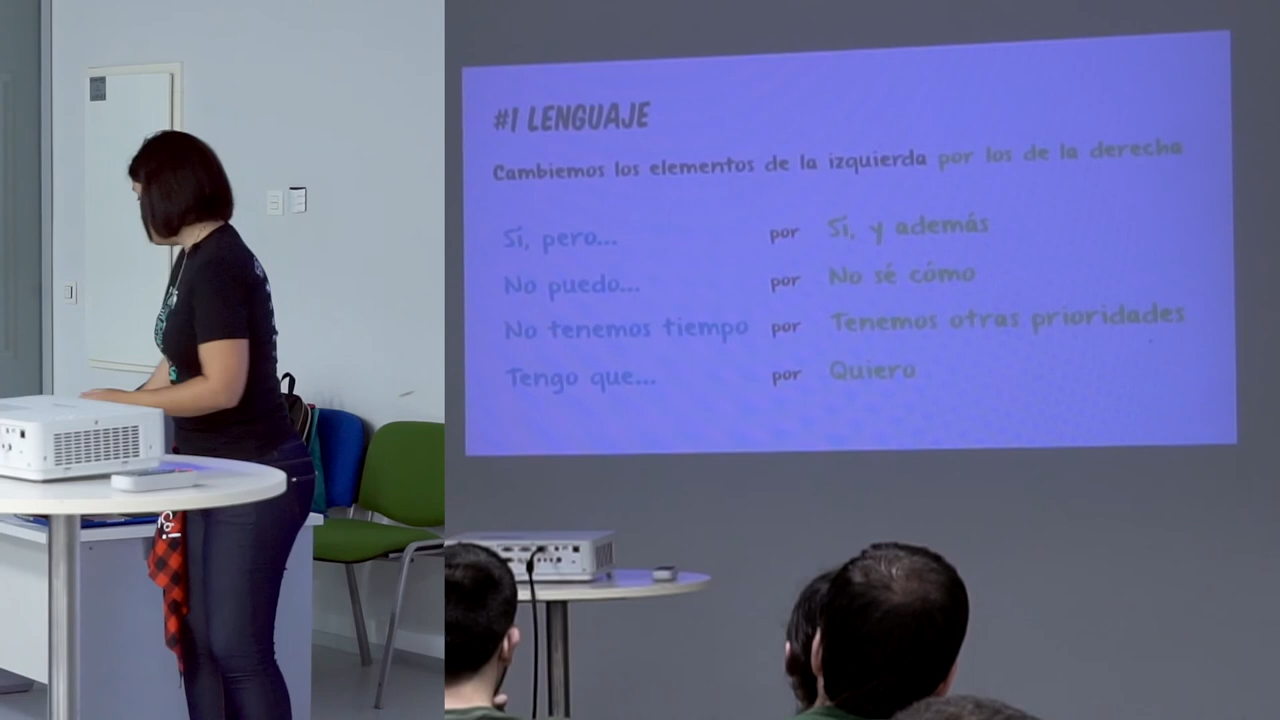 #1 LENGUAJE
Cambiemos los elementos de la izquierda por los de la derecha
Sí, pero... por Sí, y además
No puedo... por No sé cómo
No tenemos tiempo por Tenemos otras prioridades
Tengo que... por Quiero